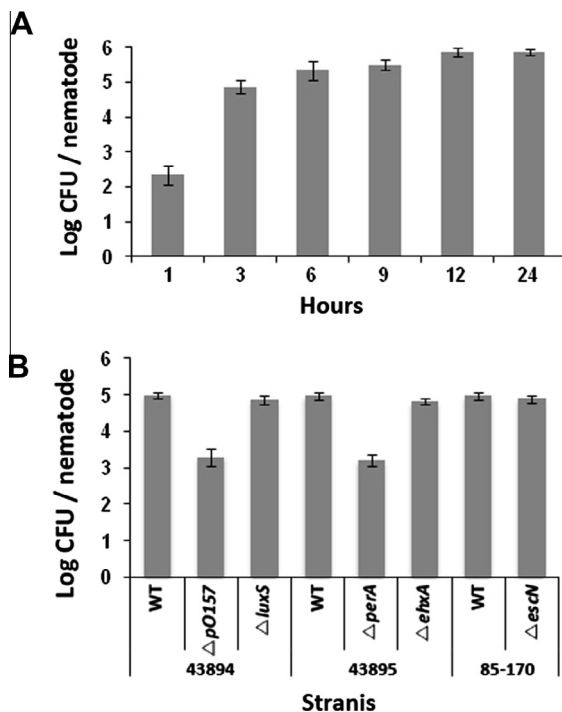 A
Log CFU / nematode
6
5
4
3
2
1
0
1 3 6 9 12 24
Hours
B
Log CFU / nematode
6
5
4
3
2
1
0
WT △pO157 △luxS WT △perA △ehxA WT △escN
43894 43895 85-170
Stranis